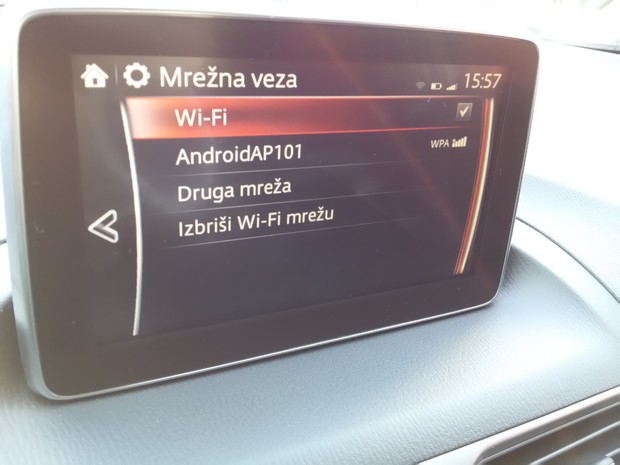 Mrežna veza 15:57
Wi-Fi
AndroidAP101 WPA
Druga mreža
Izbriši Wi-Fi mrežu